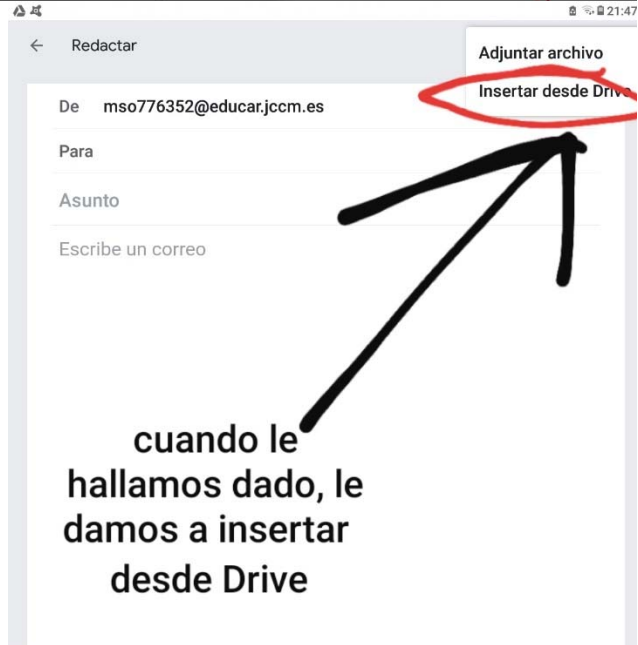 21:47
Redactar
Adjuntar archivo
Insertar desde Drive
De mso776352@educar.jccm.es
Para
Asunto
Escribe un correo
cuando le
hallamos dado, le
damos a insertar
desde Drive